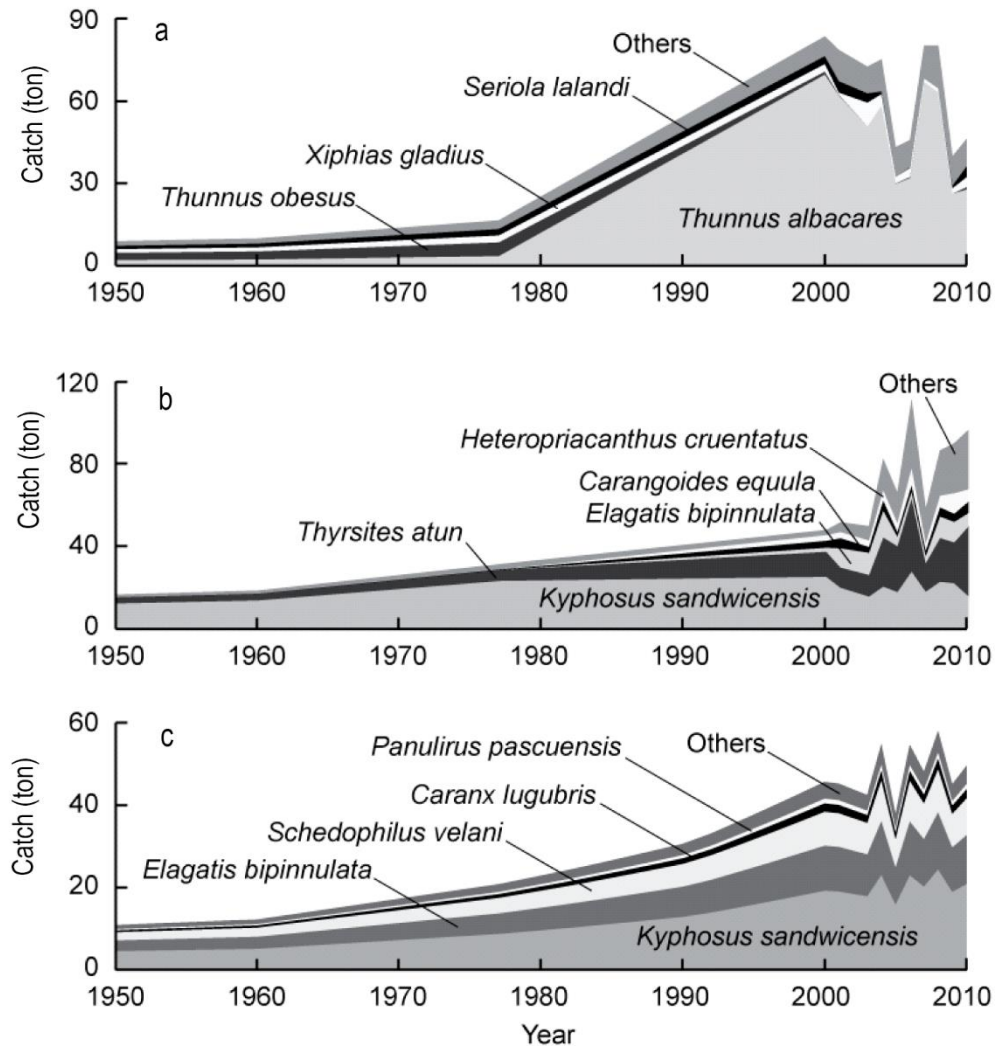 a
90
60
30
0
Catch (ton)
Others
Seriola lalandi
Xiphias gladius
Thunnus obesus
Thunnus albacares
1950 1960 1970 1980 1990 2000 2010
b
120
80
40
0
Catch (ton)
Others
Heteropriacanthus cruentatus
Carangoides equula
Elagatis bipinnulata
Thyrsites atun
Kyphosus sandwicensis
1950 1960 1970 1980 1990 2000 2010
c
60
40
20
0
Catch (ton)
Panulirus pascuensis
Others
Caranx lugubris
Schedophilus velani
Elagatis bipinnulata
Kyphosus sandwicensis
1950 1960 1970 1980 1990 2000 2010
Year